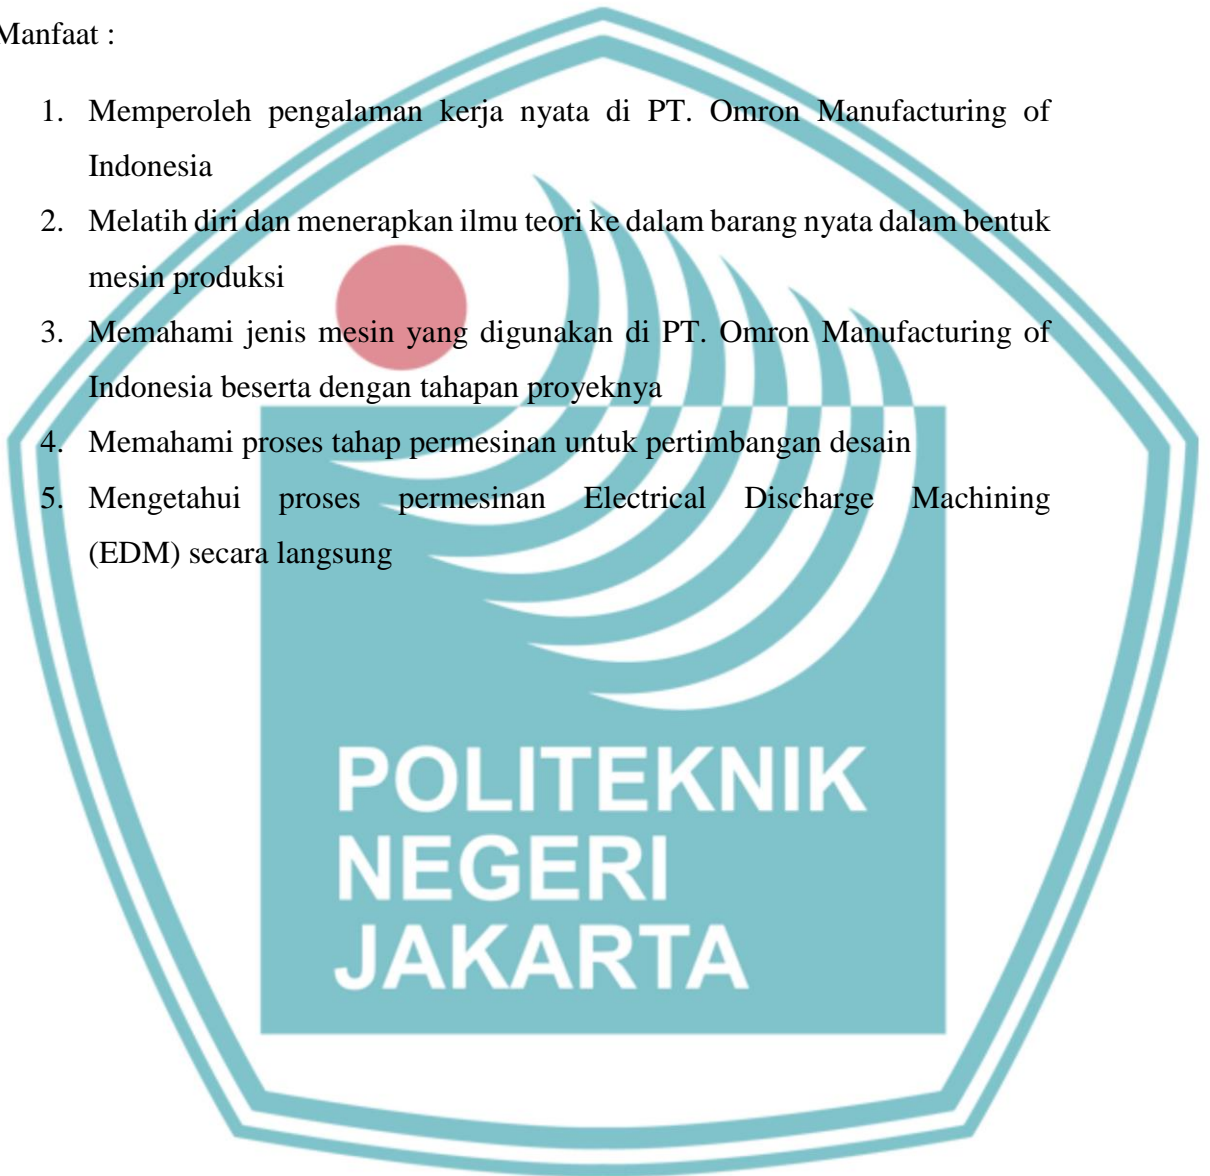 Manfaat :
1. Memperoleh pengalaman kerja nyata di PT. Omron Manufacturing of
Indonesia
2. Melatih diri dan menerapkan ilmu teori ke dalam barang nyata dalam bentuk
mesin produksi
3. Memahami jenis mesin yang digunakan di PT. Omron Manufacturing of
Indonesia beserta dengan tahapan proyeknya
4. Memahami proses tahap permesinan untuk pertimbangan desain
5. Mengetahui proses permesinan Electrical Discharge Machining
(EDM) secara langsung
POLITEKNIK
NEGERI
JAKARTA